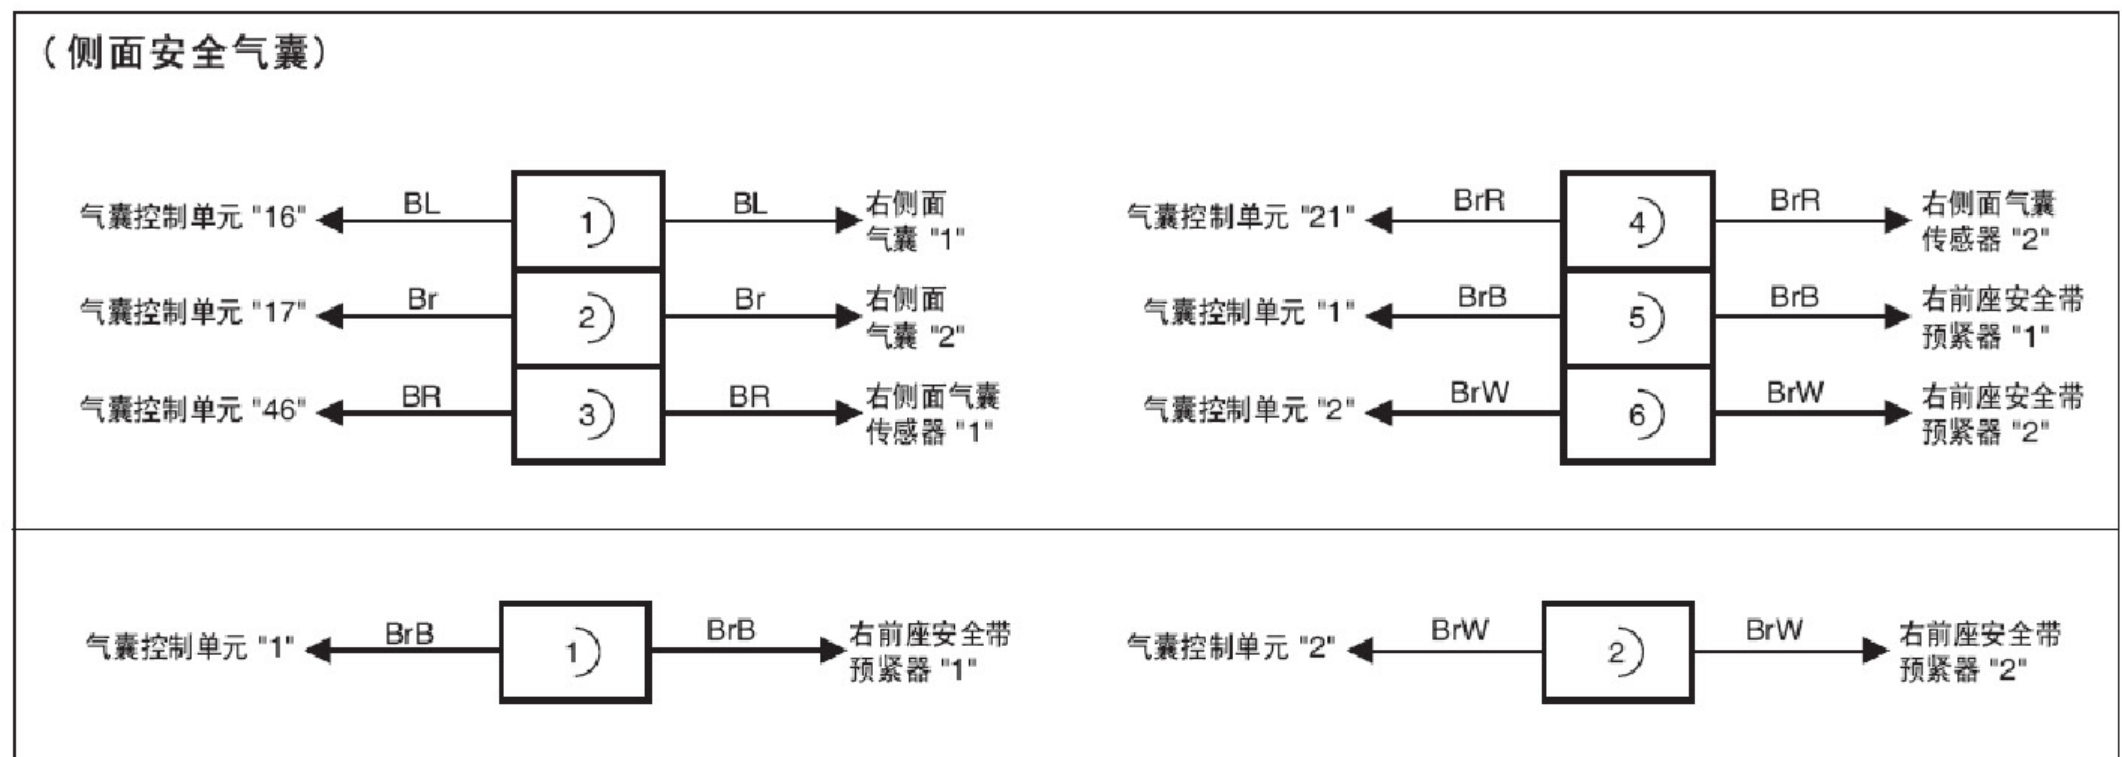 (侧面安全气囊)
气囊控制单元 "16"
BL
1
BL
右侧面
气囊 "1"
气囊控制单元 "17"
Br
2
Br
右侧面
气囊 "2"
气囊控制单元 "46"
BR
3
BR
右侧面气囊
传感器 "1"
气囊控制单元 "21"
BrR
4
BrR
右侧面气囊
传感器 "2"
气囊控制单元 "1"
BrB
5
BrB
右前座安全带
预紧器 "1"
气囊控制单元 "2"
BrW
6
BrW
右前座安全带
预紧器 "2"
气囊控制单元 "1"
BrB
1
BrB
右前座安全带
预紧器 "1"
气囊控制单元 "2"
BrW
2
BrW
右前座安全带
预紧器 "2"